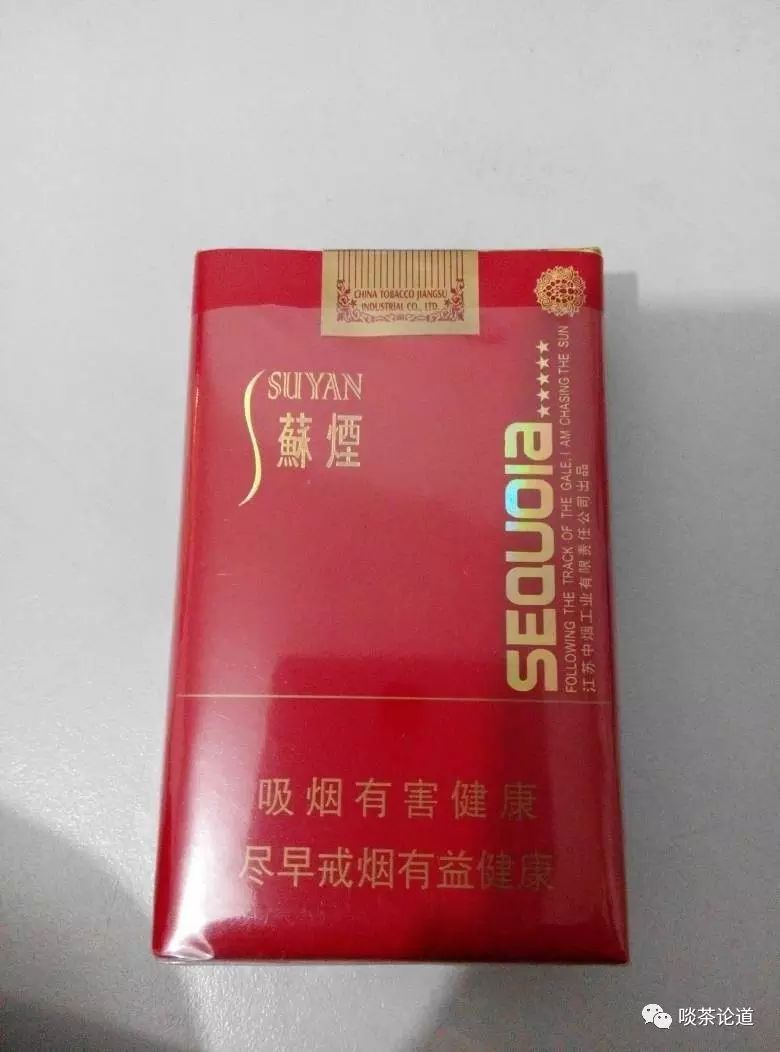 CHINA TOBACCO JIANGSU
INDUSTRIAL CO., LTD.
SUYAN
蘇煙
SEQUOIA
★★★★★
FOLLOWING THE TRACK OF THE GALE, I AM CHASING THE SUN
江苏中烟工业有限责任公司出品
吸烟有害健康
尽早戒烟有益健康
啖茶论道